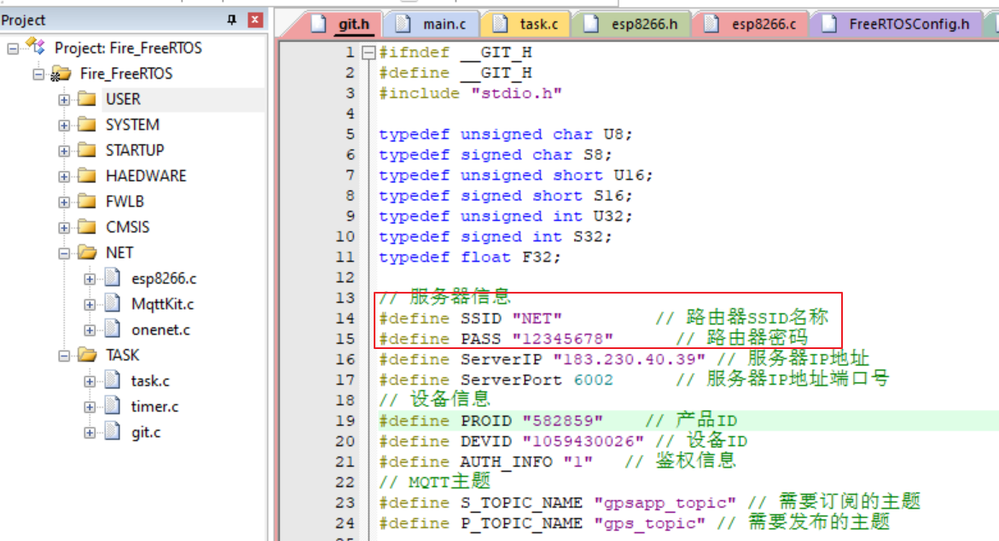 Project
Project: Fire_FreeRTOS
Fire_FreeRTOS
USER
SYSTEM
STARTUP
HAEDWARE
FWLB
CMSIS
NET
esp8266.c
MqttKit.c
onenet.c
TASK
task.c
timer.c
git.c
git.h main.c task.c esp8266.h esp8266.c FreeRTOSConfig.h
1 #ifndef __GIT_H
2 #define __GIT_H
3 #include "stdio.h"
4
5 typedef unsigned char U8;
6 typedef signed char S8;
7 typedef unsigned short U16;
8 typedef signed short S16;
9 typedef unsigned int U32;
10 typedef signed int S32;
11 typedef float F32;
12
13 // 服务器信息
14 #define SSID "NET" // 路由器SSID名称
15 #define PASS "12345678" // 路由器密码
16 #define ServerIP "183.230.40.39" // 服务器IP地址
17 #define ServerPort 6002 // 服务器IP地址端口号
18 // 设备信息
19 #define PROID "582859" // 产品ID
20 #define DEVID "1059430026" // 设备ID
21 #define AUTH_INFO "1" // 鉴权信息
22 // MQTT主题
23 #define S_TOPIC_NAME "gpsapp_topic" // 需要订阅的主题
24 #define P_TOPIC_NAME "gps_topic" // 需要发布的主题